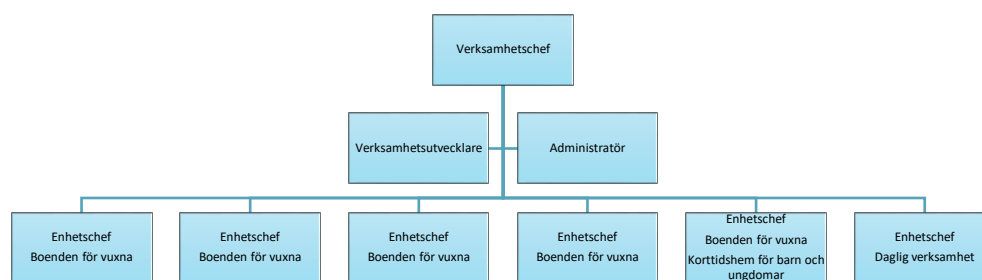 Verksamhetschef
Verksamhetsutvecklare
Administratör
Enhetschef
Boenden för vuxna
Enhetschef
Boenden för vuxna
Enhetschef
Boenden för vuxna
Enhetschef
Boenden för vuxna
Enhetschef
Boenden för vuxna
Korttidshem för barn och
ungdomar
Enhetschef
Daglig verksamhet